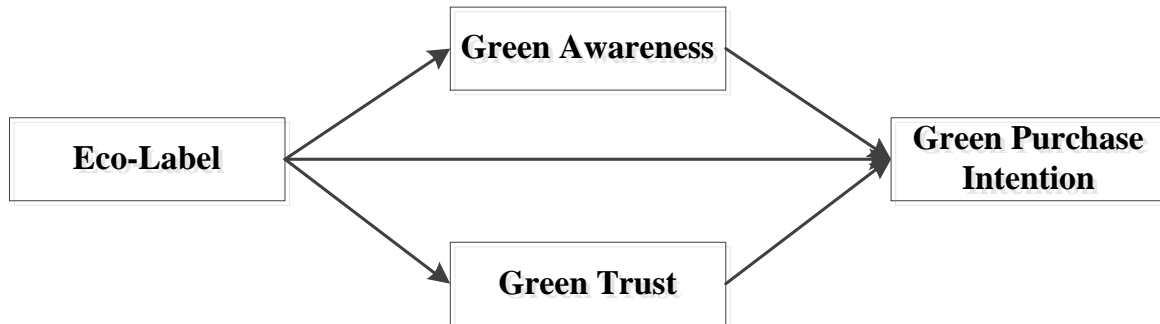 Green Awareness
Eco-Label
Green Purchase
Intention
Green Trust